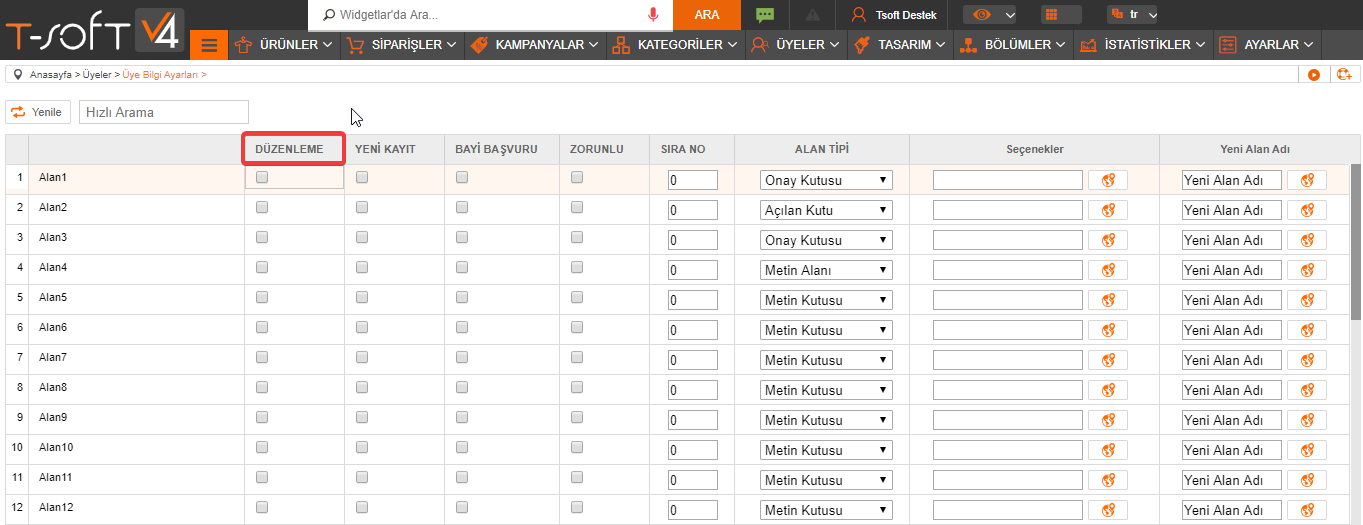 T-SOFT V4
Widgetlar'da Ara... ARA Tsoft Destek tr
ÜRÜNLER SİPARİŞLER KAMPANYALAR KATEGORİLER ÜYELER TASARIM BÖLÜMLER İSTATİSTİKLER AYARLAR
Anasayfa > Üyeler > Üye Bilgi Ayarları >
Yenile Hızlı Arama
DÜZENLEME YENİ KAYIT BAYİ BAŞVURU ZORUNLU SIRA NO ALAN TİPİ Seçenekler Yeni Alan Adı
1 Alan1 0 Onay Kutusu Yeni Alan Adı
2 Alan2 0 Açılan Kutu Yeni Alan Adı
3 Alan3 0 Onay Kutusu Yeni Alan Adı
4 Alan4 0 Metin Alanı Yeni Alan Adı
5 Alan5 0 Metin Kutusu Yeni Alan Adı
6 Alan6 0 Metin Kutusu Yeni Alan Adı
7 Alan7 0 Metin Kutusu Yeni Alan Adı
8 Alan8 0 Metin Kutusu Yeni Alan Adı
9 Alan9 0 Metin Kutusu Yeni Alan Adı
10 Alan10 0 Metin Kutusu Yeni Alan Adı
11 Alan11 0 Metin Kutusu Yeni Alan Adı
12 Alan12 0 Metin Kutusu Yeni Alan Adı